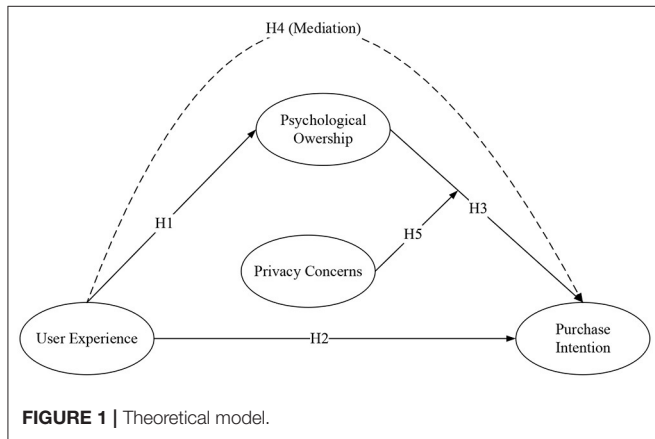 H4 (Mediation)
Psychological
Owership
H1
H3
H5
Privacy Concerns
User Experience
H2
Purchase
Intention
FIGURE 1 | Theoretical model.